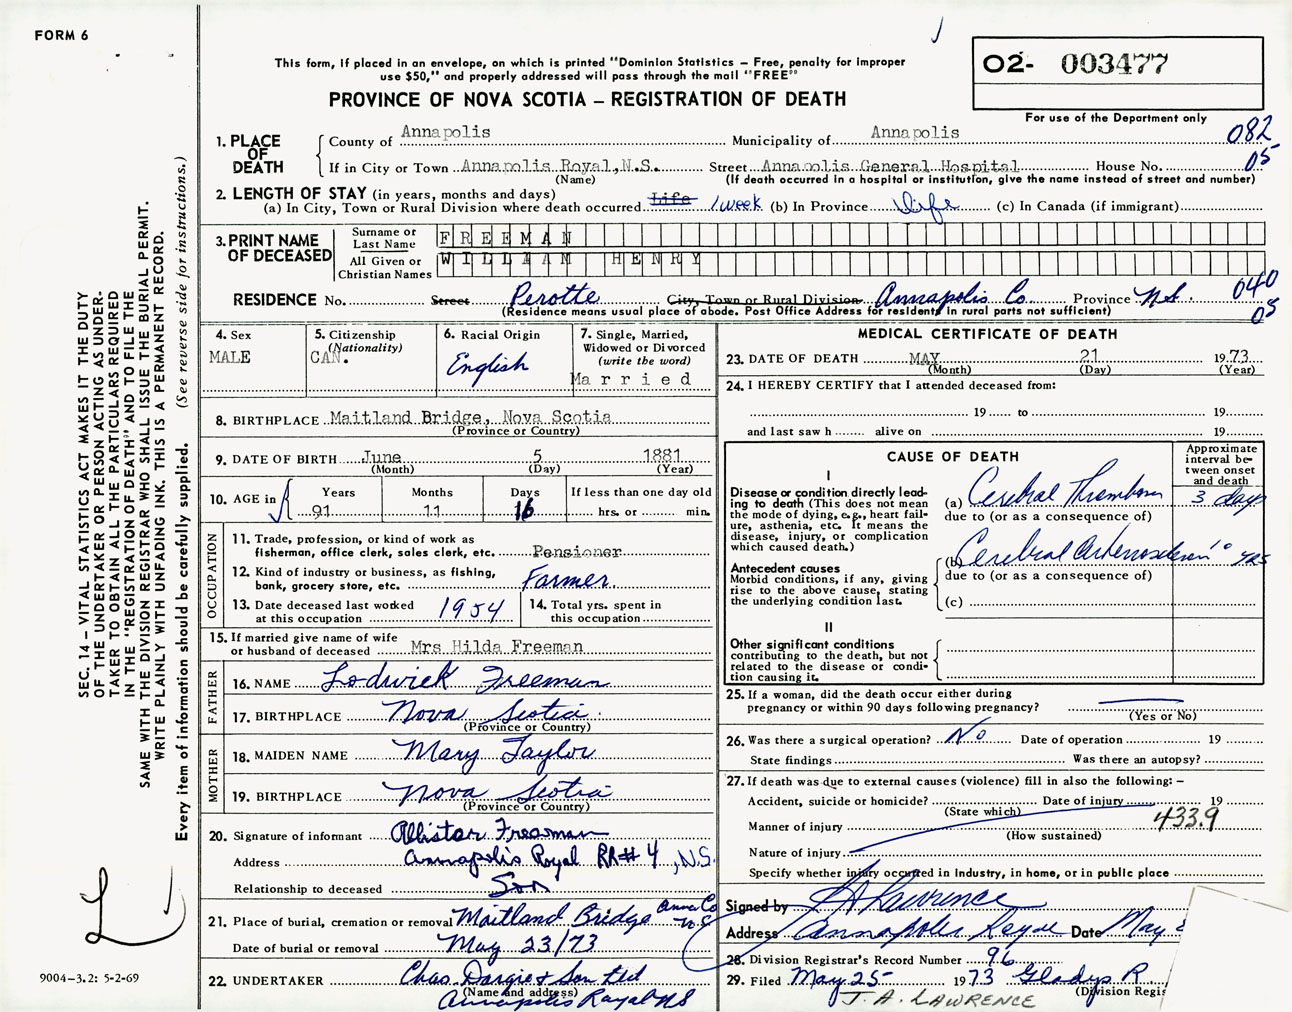 FORM 6
This form, if placed in an envelope, on which is printed "Dominion Statistics – Free, penalty for improper
use $50," and properly addressed will pass through the mail "FREE"
PROVINCE OF NOVA SCOTIA – REGISTRATION OF DEATH
02- 003477
For use of the Department only
082
05
1. PLACE OF DEATH
County of Annapolis Municipality of Annapolis
If in City or Town Annapolis Royal, N.S. Street Annapolis General Hospital House No.
(Name) (If death occurred in a hospital or institution, give the name instead of street and number)
2. LENGTH OF STAY (in years, months and days)
(a) In City, Town or Rural Division where death occurred Life 1 week (b) In Province Life (c) In Canada (if immigrant)
3. PRINT NAME OF DECEASED
Surname or Last Name FREEMAN
All Given or Christian Names WILLIAM HENRY
RESIDENCE No. Street Perotte City, Town or Rural Division Annapolis Co. Province N.S. 040
05
(Residence means usual place of abode. Post Office Address for residents in rural parts not sufficient)
4. Sex
MALE
5. Citizenship
(Nationality)
CAN.
6. Racial Origin
English
7. Single, Married,
Widowed or Divorced
(write the word)
Married
8. BIRTHPLACE Maitland Bridge, Nova Scotia
(Province or Country)
9. DATE OF BIRTH June 5 1881
(Month) (Day) (Year)
10. AGE in Years Months Days If less than one day old
91 11 16 hrs. or min.
OCCUPATION
11. Trade, profession, or kind of work as
fisherman, office clerk, sales clerk, etc. Pensioner
12. Kind of industry or business, as fishing,
bank, grocery store, etc. Farmer
13. Date deceased last worked
at this occupation 1954
14. Total yrs. spent in
this occupation
15. If married give name of wife
or husband of deceased Mrs Hilda Freeman
FATHER
16. NAME Lodwick Freeman
17. BIRTHPLACE Nova Scotia
(Province or Country)
MOTHER
18. MAIDEN NAME Mary Taylor
19. BIRTHPLACE Nova Scotia
(Province or Country)
20. Signature of informant Allister Freeman
Address Annapolis Royal RR# 4, N.S.
Relationship to deceased Son
21. Place of burial, cremation or removal Maitland Bridge Anna Co
N.S.
Date of burial or removal May 23/73
22. UNDERTAKER Chas. Dargie & Son Ltd
(Name and address)
Annapolis Royal NS
MEDICAL CERTIFICATE OF DEATH
23. DATE OF DEATH MAY 21 1973
(Month) (Day) (Year)
24. I HEREBY CERTIFY that I attended deceased from:
19 to 19
and last saw h alive on 19
CAUSE OF DEATH
Approximate
interval be-
tween onset
and death
I
Disease or condition directly lead-
ing to death (This does not mean
the mode of dying, e.g., heart fail-
ure, asthenia, etc. It means the
disease, injury, or complication
which caused death.)
(a) Cerebral Thrombosis 3 days
due to (or as a consequence of)
Antecedent causes
Morbid conditions, if any, giving
rise to the above cause, stating
the underlying condition last.
(b) Cerebral Arteriosclerosis yrs
due to (or as a consequence of)
(c)
II
Other significant conditions
contributing to the death, but not
related to the disease or condi-
tion causing it.
25. If a woman, did the death occur either during
pregnancy or within 90 days following pregnancy?
(Yes or No)
26. Was there a surgical operation? No Date of operation 19
State findings Was there an autopsy?
27. If death was due to external causes (violence) fill in also the following: –
Accident, suicide or homicide? Date of injury 19
(State which)
433.9
Manner of injury
(How sustained)
Nature of injury
Specify whether injury occurred in industry, in home, or in public place
Signed by H A Lawrence
Address Annapolis Royal Date May
28. Division Registrar's Record Number 96
29. Filed May 25 1973 Gladys R
(Division Regis
J. A. LAWRENCE
SEC. 14 – VITAL STATISTICS ACT MAKES IT THE DUTY
OF THE UNDERTAKER OR PERSON ACTING AS UNDER-
TAKER TO OBTAIN ALL THE PARTICULARS REQUIRED
IN THE "REGISTRATION OF DEATH" AND TO FILE THE
SAME WITH THE DIVISION REGISTRAR WHO SHALL ISSUE THE BURIAL PERMIT.
WRITE PLAINLY WITH UNFADING INK. THIS IS A PERMANENT RECORD.
Every item of information should be carefully supplied. (See reverse side for instructions.)
9004-3.2: 5-2-69